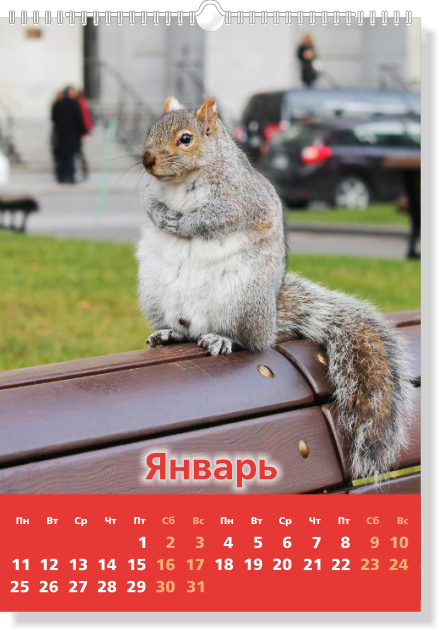 Январь
Пн Вт Ср Чт Пт Сб Вс Пн Вт Ср Чт Пт Сб Вс
1 2 3 4 5 6 7 8 9 10
11 12 13 14 15 16 17 18 19 20 21 22 23 24
25 26 27 28 29 30 31